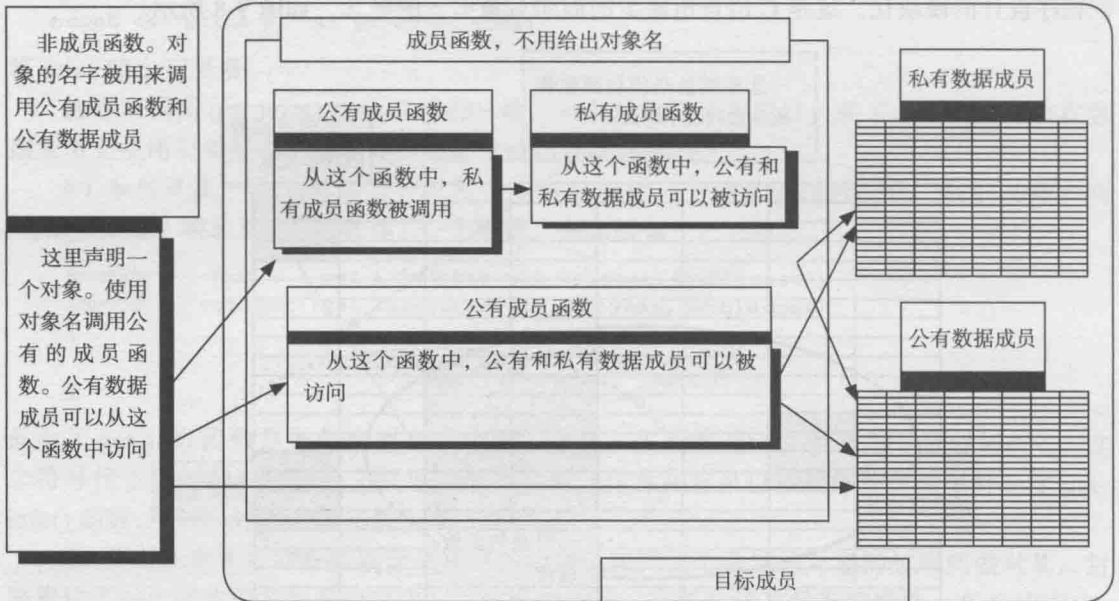 非成员函数。对
象的名字被用来调
用公有成员函数和
公有数据成员
这里声明一
个对象。使用
对象名调用公
有的成员函
数。公有数据
成员可以从这
个函数中访问
成员函数，不用给出对象名
公有成员函数
从这个函数中，私
有成员函数被调用
私有成员函数
从这个函数中，公有和
私有数据成员可以被访问
公有成员函数
从这个函数中，公有和私有数据成员可以被
访问
私有数据成员
公有数据成员
目标成员